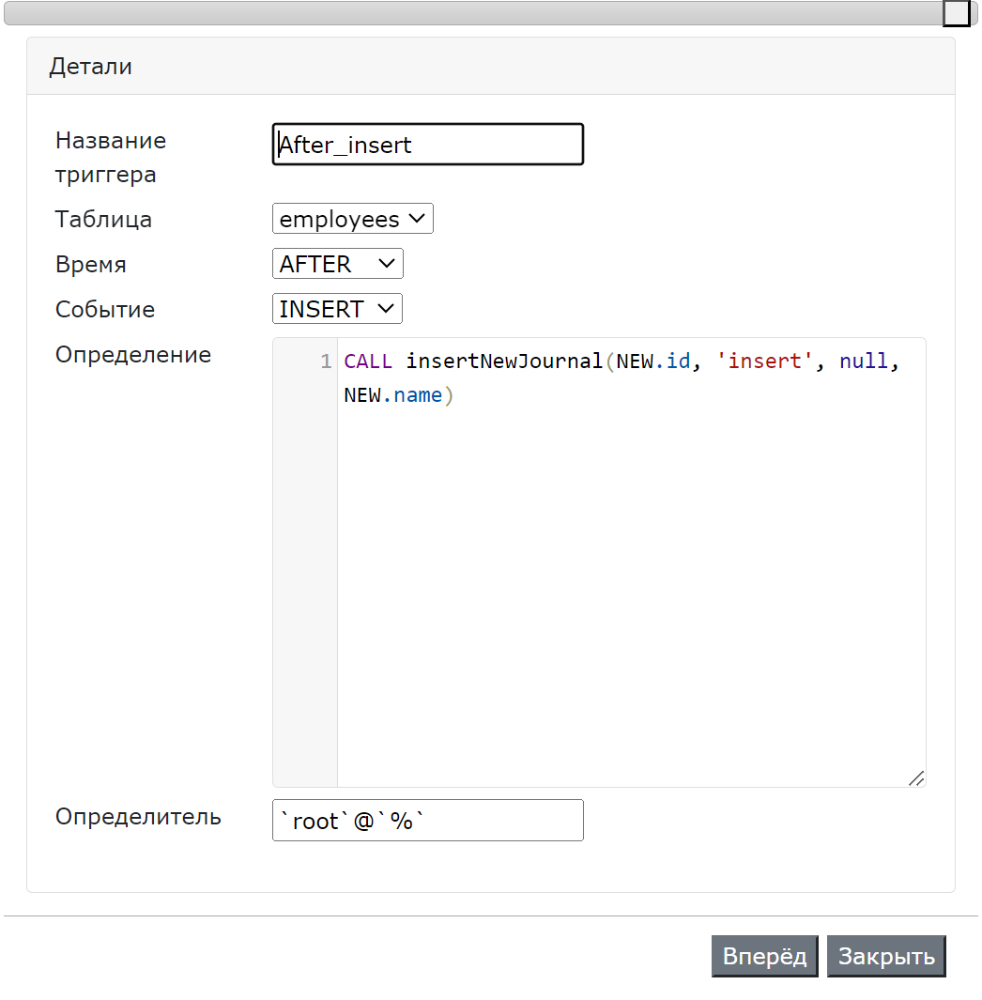 Детали
Название
триггера
After_insert
Таблица
employees
Время
AFTER
Событие
INSERT
Определение
1 CALL insertNewJournal(NEW.id, 'insert', null,
NEW.name)
Определитель
`root`@`%`
Вперёд Закрыть